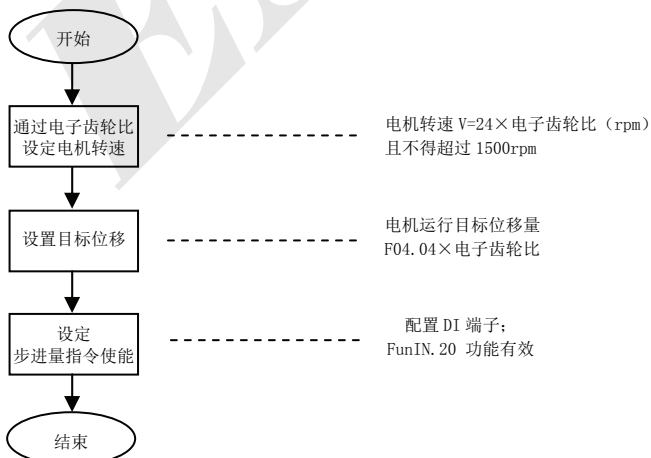 开始
通过电子齿轮比
设定电机转速
电机转速 V=24×电子齿轮比（rpm）
且不得超过 1500rpm
设置目标位移
电机运行目标位移量
F04.04×电子齿轮比
设定
步进量指令使能
配置 DI 端子；
FunIN.20 功能有效
结束